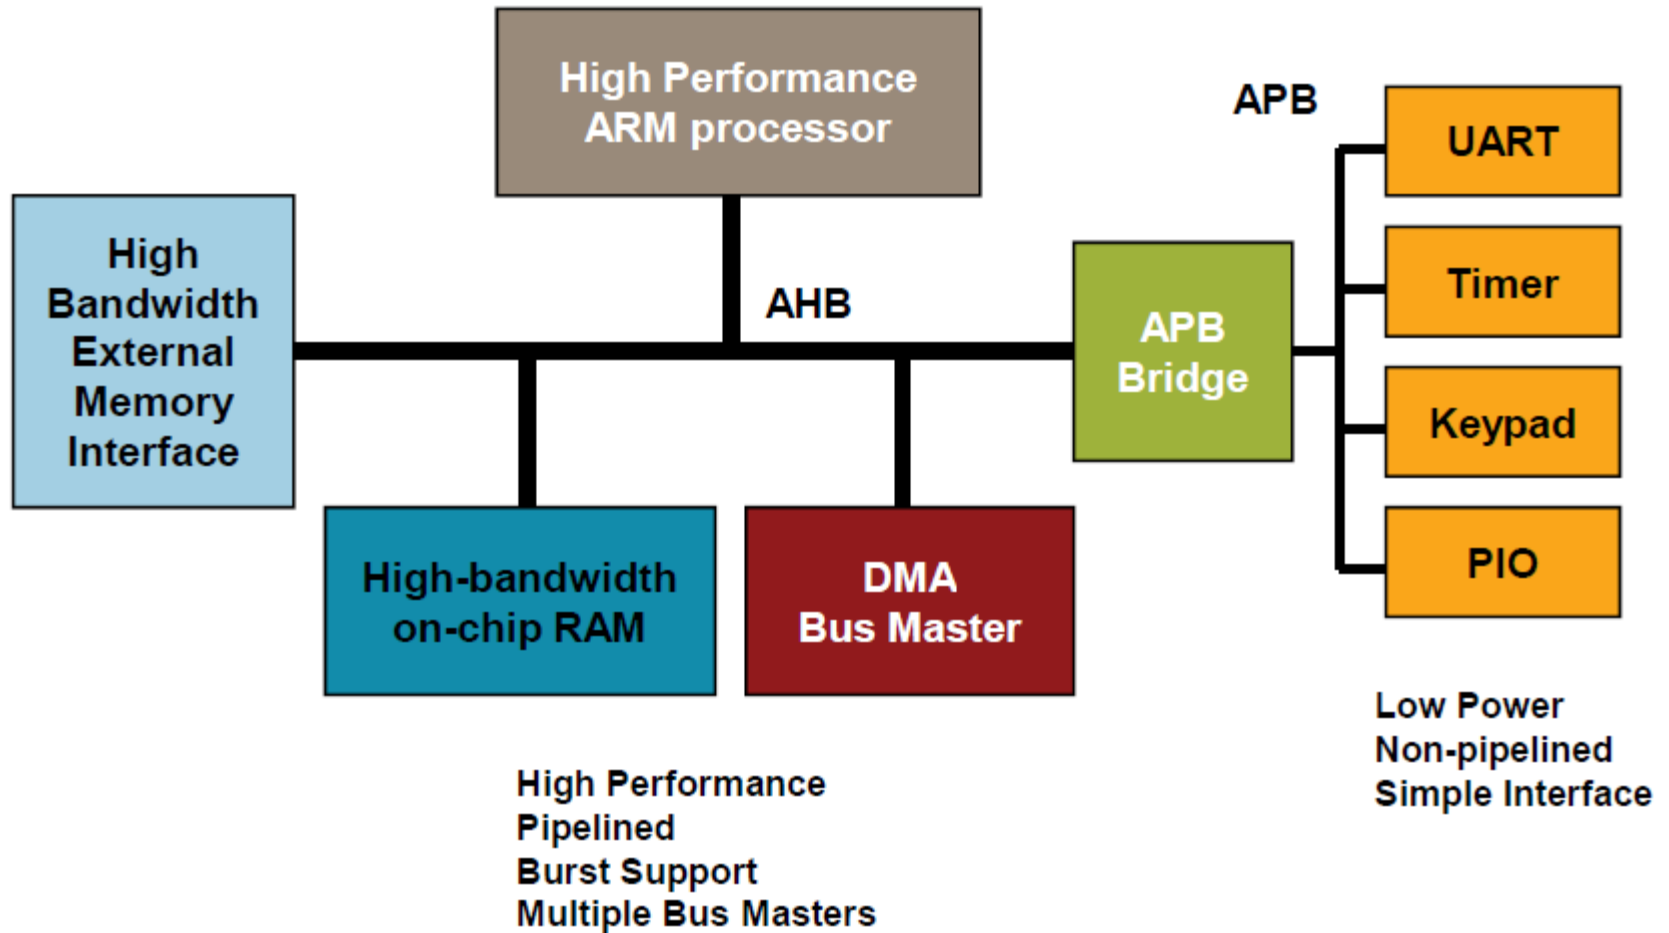 High Performance
ARM processor
APB
UART
High
Bandwidth
External
Memory
Interface
AHB
APB
Bridge
Timer
Keypad
PIO
High-bandwidth
on-chip RAM
DMA
Bus Master
Low Power
Non-pipelined
Simple Interface
High Performance
Pipelined
Burst Support
Multiple Bus Masters